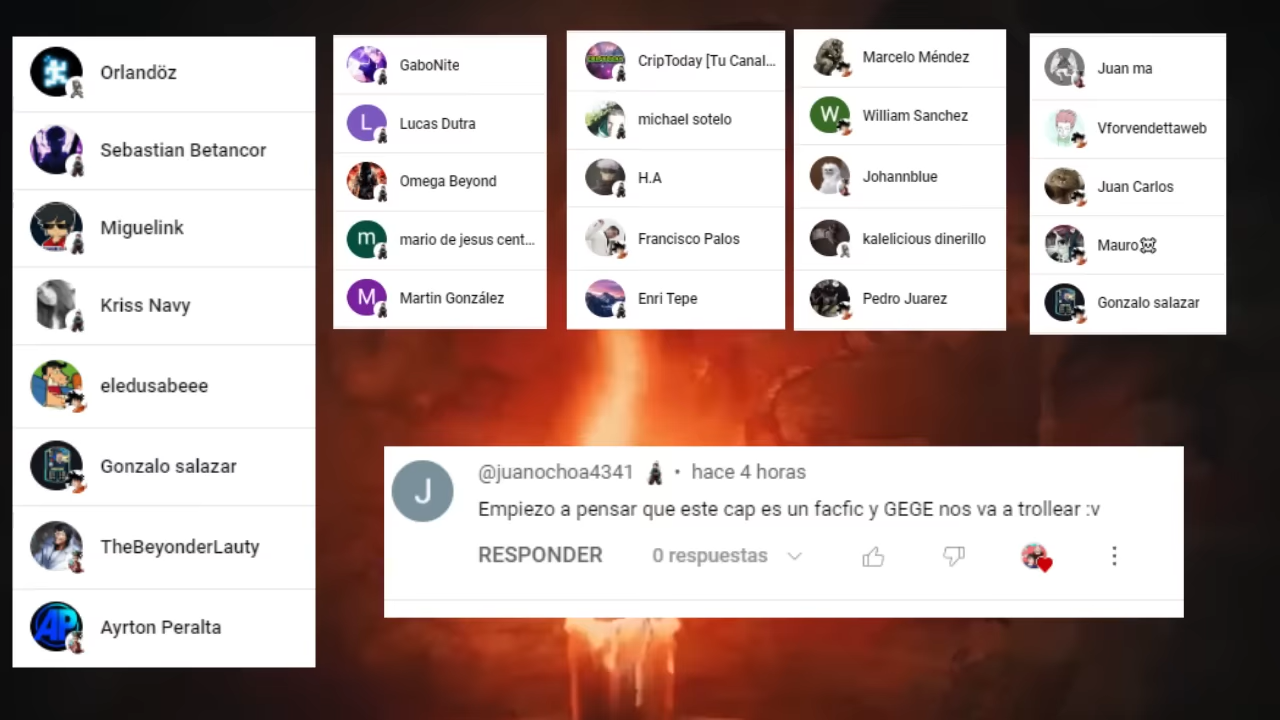 Orlandöz
Sebastian Betancor
Miguelink
Kriss Navy
eledusabeee
Gonzalo salazar
TheBeyonderLauty
AP
Ayrton Peralta
GaboNite
L
Lucas Dutra
Omega Beyond
m
mario de jesus cent...
M
Martin González
CripToday [Tu Canal...
michael sotelo
H.A
Francisco Palos
Enri Tepe
Marcelo Méndez
W
William Sanchez
Johannblue
kalelicious dinerillo
Pedro Juarez
Juan ma
Vforvendettaweb
Juan Carlos
Mauro☠
Gonzalo salazar
J
@juanochoa4341 • hace 4 horas
Empiezo a pensar que este cap es un facfic y GEGE nos va a trollear :v
RESPONDER 0 respuestas